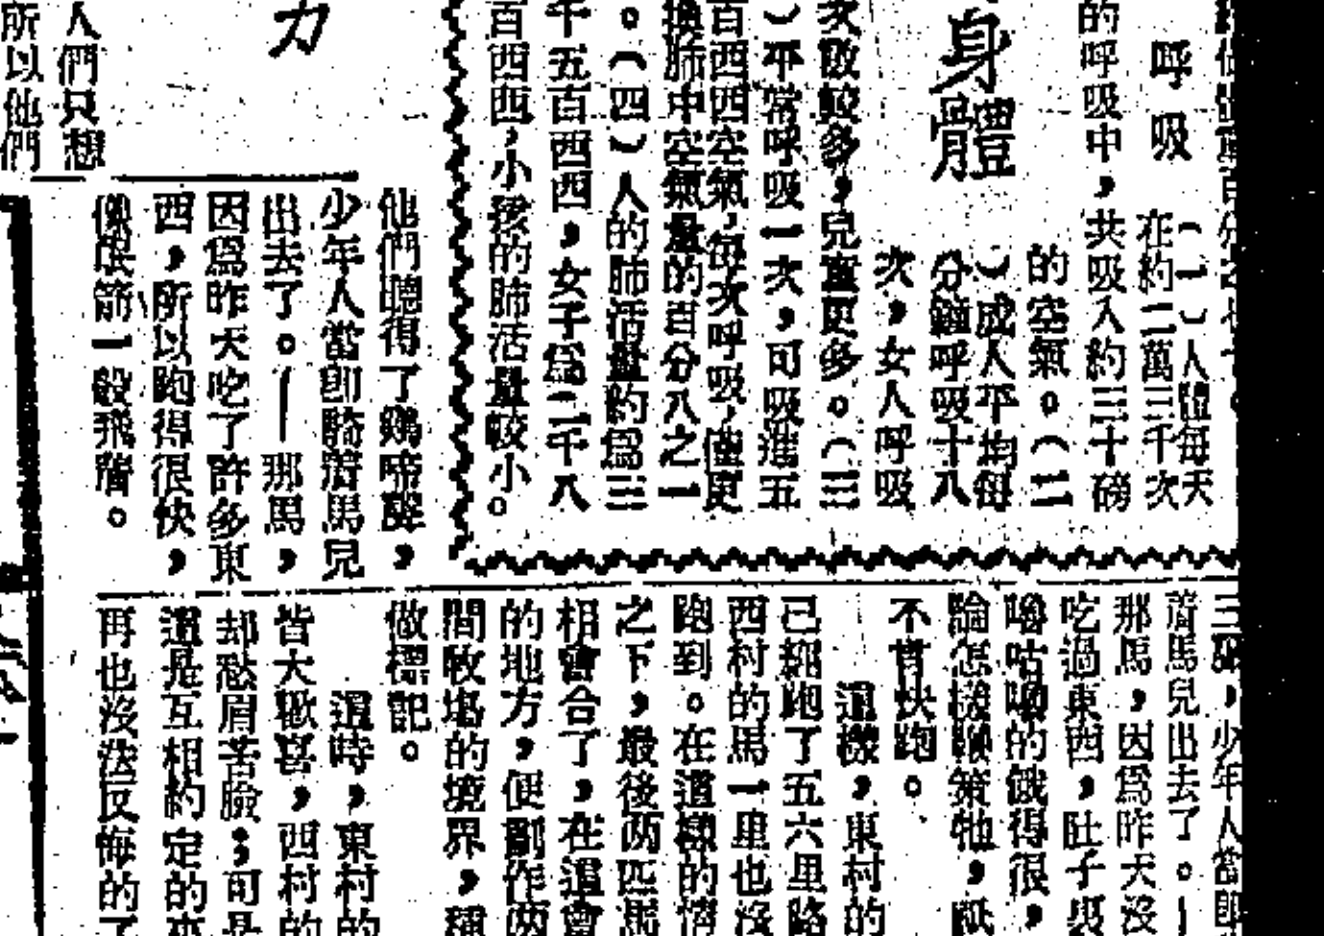 呼吸
(一)人體每天
在約二萬三千次
的呼吸中，共吸入約三十磅
的空氣。(二
)成人平均每
分鐘呼吸十八
次，女人呼吸
次數較多，兒童更多。(三
)平常呼吸一次，可吸進五
百西西空氣，每次呼吸，僅更
換肺中空氣量的百分八之一
。(四)人的肺活量約爲三
千五百西西，女子爲二千八
百西西，小孩的肺活量較小。
身體
力
人們只想
所以他們
他們聽得了鷄啼聲，
少年人當卽騎着馬兒
出去了。—那馬，
因爲昨天吃了許多東
西，所以跑得很快，
像箭一般飛着。
三聲，少年人當卽
着馬兒出去了。—
那馬，因爲昨天沒
吃過東西，肚子裏
嚕咕嚕的餓得很，
論怎樣鞭策牠，
不肯快跑。
這樣，東村的
已經跑了五六里路
西村的馬一里也沒
跑到。在這樣的情
之下，最後兩匹馬
相會合了，在這會
的地方，便劃作兩
間牧場的境界，
做標記。
這時，東村的
皆大歡喜，西村的
却愁眉苦臉；可是
這是互相約定的
再也沒法反悔的了